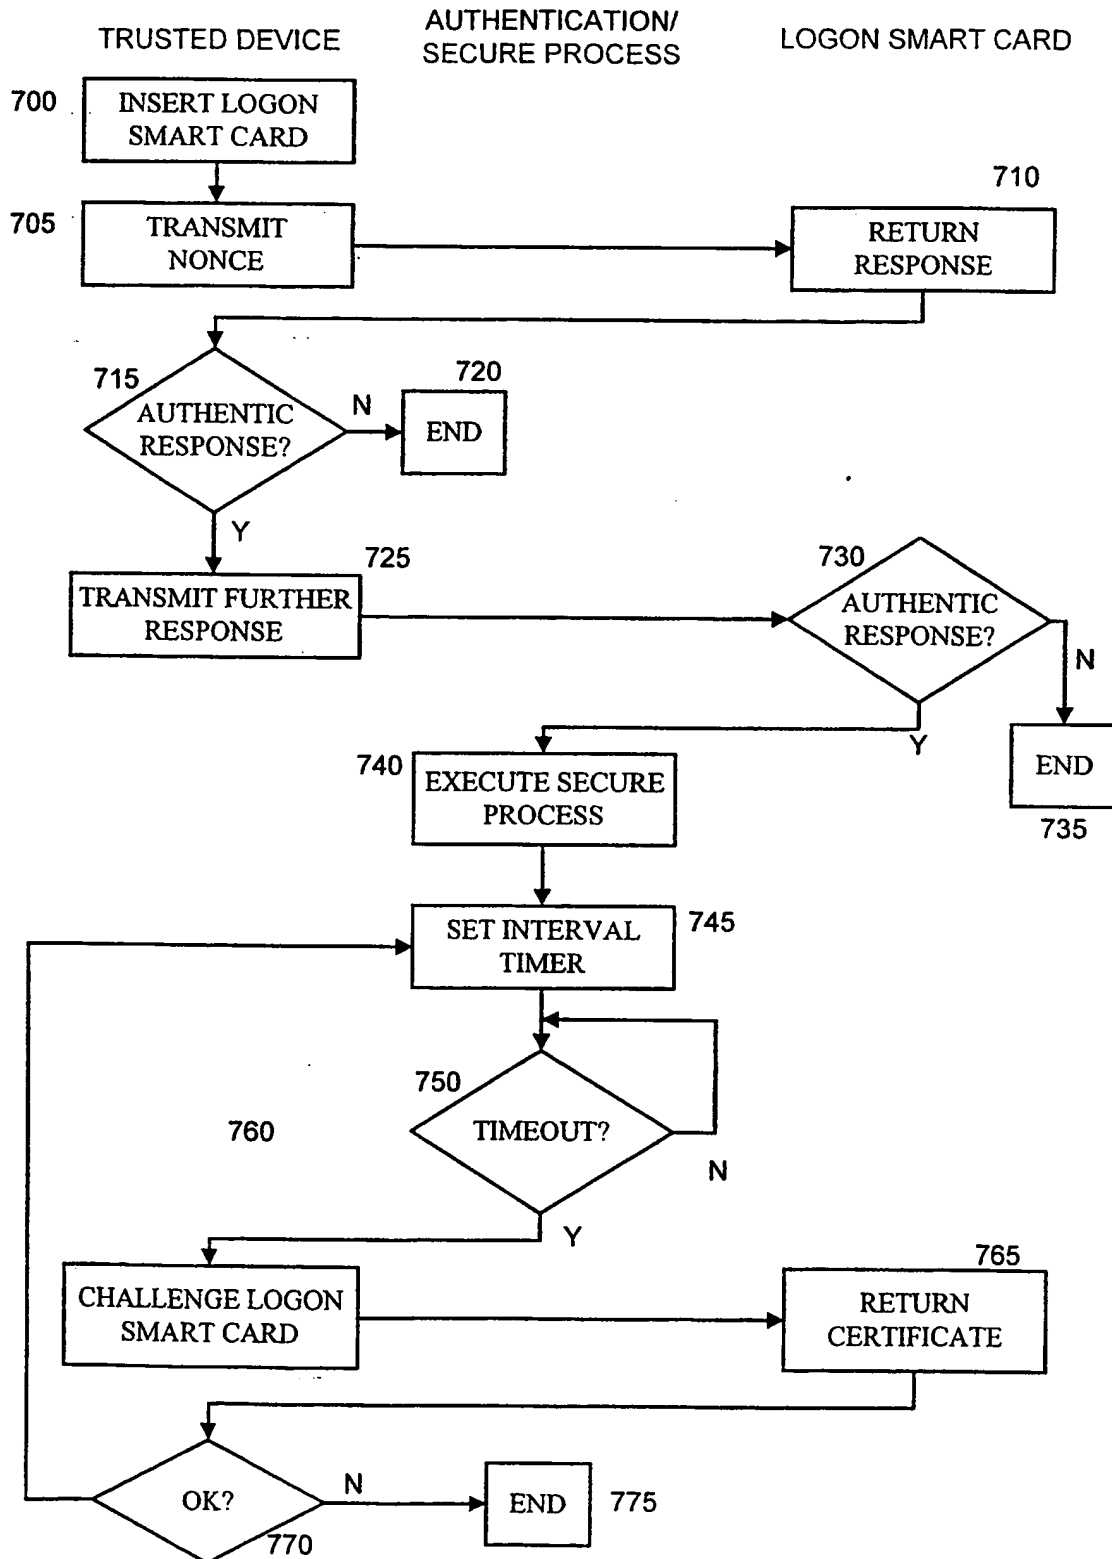 TRUSTED DEVICE
AUTHENTICATION/
SECURE PROCESS
LOGON SMART CARD
700
INSERT LOGON
SMART CARD
705
TRANSMIT
NONCE
710
RETURN
RESPONSE
715
AUTHENTIC
RESPONSE?
N
720
END
Y
725
TRANSMIT FURTHER
RESPONSE
730
AUTHENTIC
RESPONSE?
N
Y
END
735
740
EXECUTE SECURE
PROCESS
745
SET INTERVAL
TIMER
750
TIMEOUT?
N
760
Y
CHALLENGE LOGON
SMART CARD
765
RETURN
CERTIFICATE
OK?
N
770
END
775